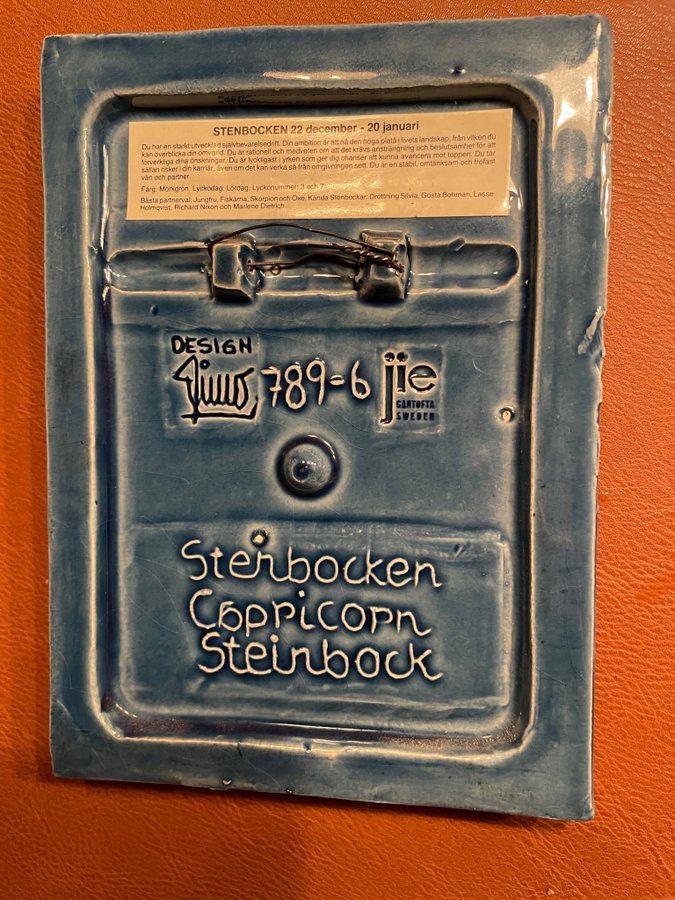 STENBOCKEN 22 december - 20 januari
Du har en starkt utvecklad självbevarelsedrift. Din ambition är att nå den höga platå i livets landskap, från vilken du
kan överblicka din omvärld. Du är rationell och medveten om att det krävs ansträngning och beslutsamhet för att
förverkliga dina önskningar. Du är lyckligast i yrken som ger dig chanser att kunna avancera mot toppen. Du tar
sällan risker i din karriär, även om det kan verka så från omgivningen sett. Du är en stabil, omtänksam och trofast
vän och partner.
Färg: Mörkgrön. Lyckodag: Lördag. Lyckonummer: 3 och
Bästa partnerval: Jungfru, Fiskarna, Skorpion och Oxe. Kända Stenbockar: Drottning Silvia, Gösta Bohman, Lasse
Holmqvist, Richard Nixon och Marlene Dietrich.
DESIGN
789-6
jie
GANTOFTA
SWEDEN
Stenbocken
Capricorn
Steinbock